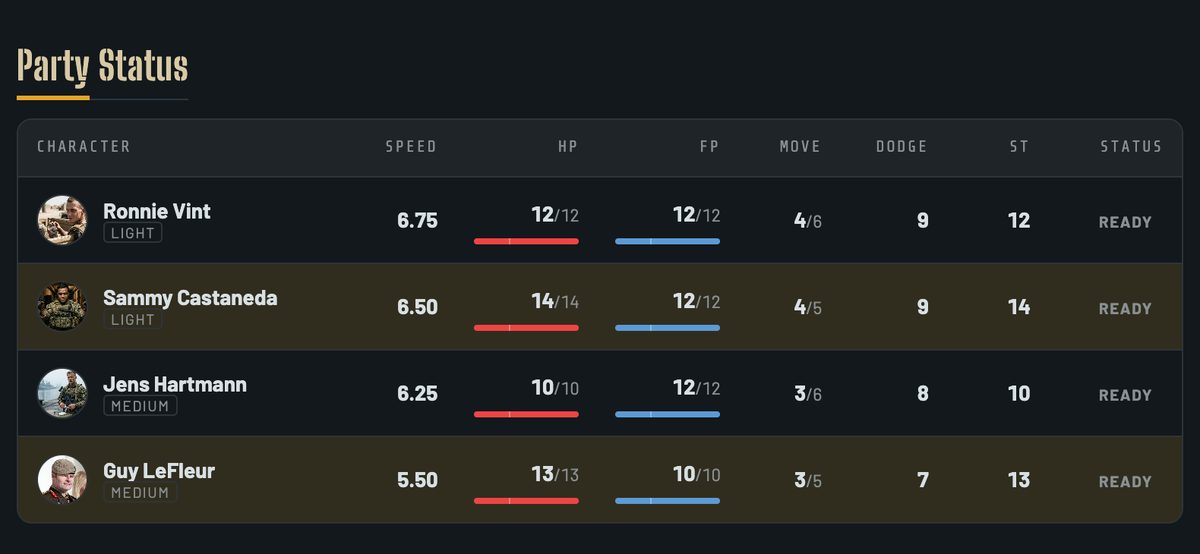 Party Status
CHARACTER SPEED HP FP MOVE DODGE ST STATUS
Ronnie Vint 6.75 12/12 12/12 4/6 9 12 READY
LIGHT
Sammy Castaneda 6.50 14/14 12/12 4/5 9 14 READY
LIGHT
Jens Hartmann 6.25 10/10 12/12 3/6 8 10 READY
MEDIUM
Guy LeFleur 5.50 13/13 10/10 3/5 7 13 READY
MEDIUM